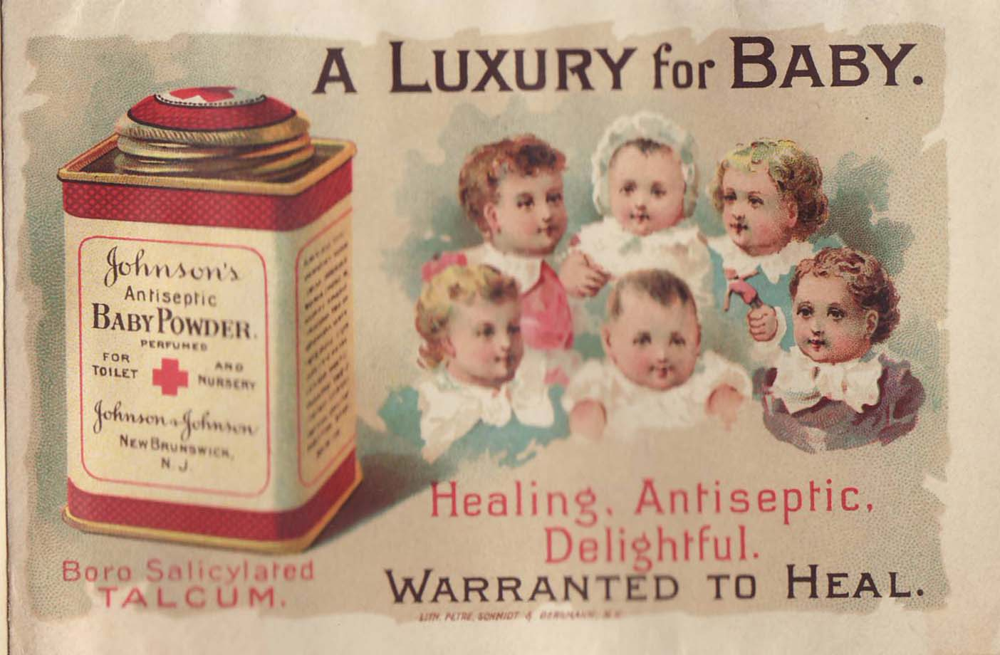 A LUXURY for BABY.
Johnson's
Antiseptic
BABY POWDER.
PERFUMED
FOR TOILET
AND NURSERY
Johnson & Johnson
NEW BRUNSWICK,
N. J.
Healing, Antiseptic,
Delightful.
WARRANTED TO HEAL.
Boro Salicylated
TALCUM.
LITH. PETRE, SCHMIDT & BERGMANN, N.Y.